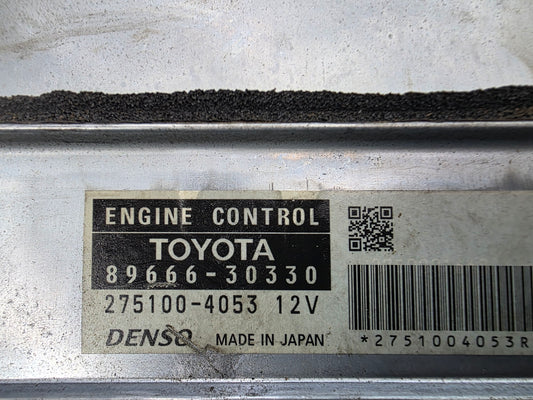 ENGINE CONTROL
TOYOTA
89666-30330
275100-4053 12V
DENSO MADE IN JAPAN
*2751004053R